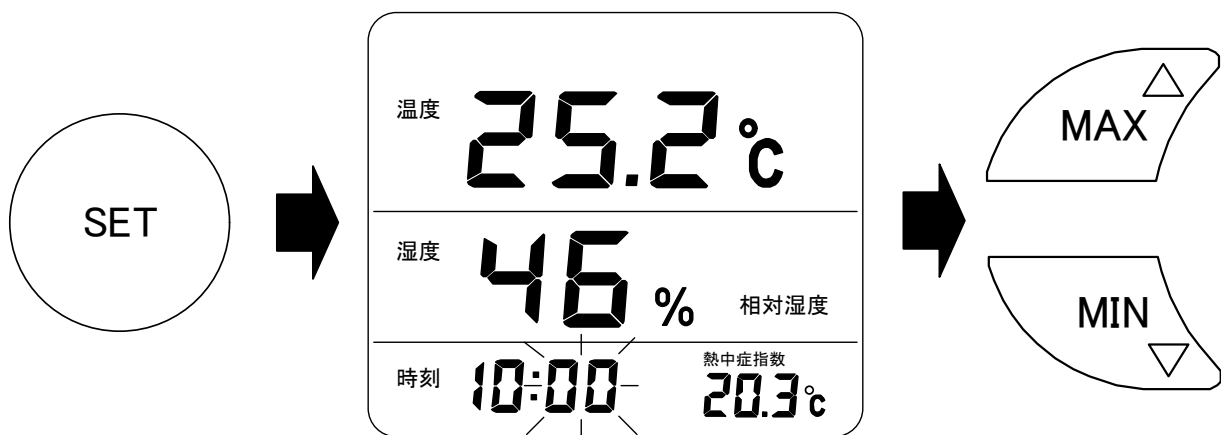 SET
温度 25.2℃
湿度 46% 相対湿度
時刻 10:00
熱中症指数
20.3℃
MAX △
MIN ▽